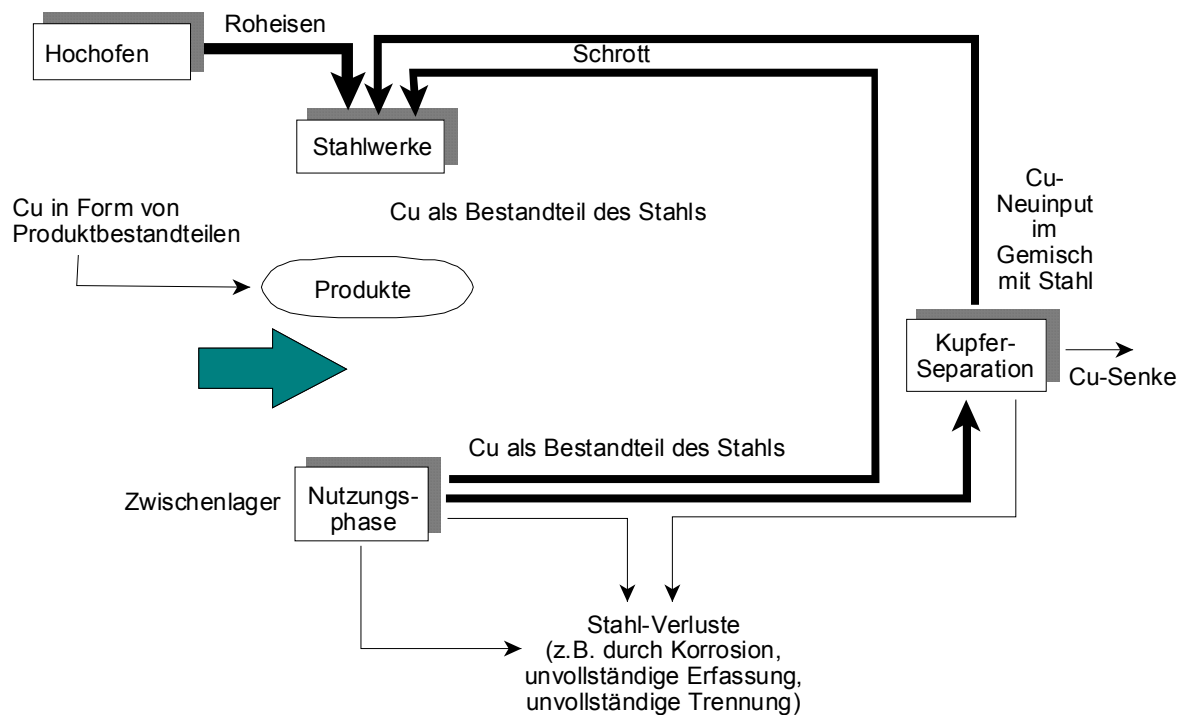 Roheisen
Hochofen
Schrott
Stahlwerke
Cu als Bestandteil des Stahls
Cu in Form von
Produktbestandteilen
Produkte
Cu-
Neuinput
im
Gemisch
mit Stahl
Kupfer-
Separation
Cu-Senke
Cu als Bestandteil des Stahls
Zwischenlager
Nutzungs-
phase
Stahl-Verluste
(z.B. durch Korrosion,
unvollständige Erfassung,
unvollständige Trennung)